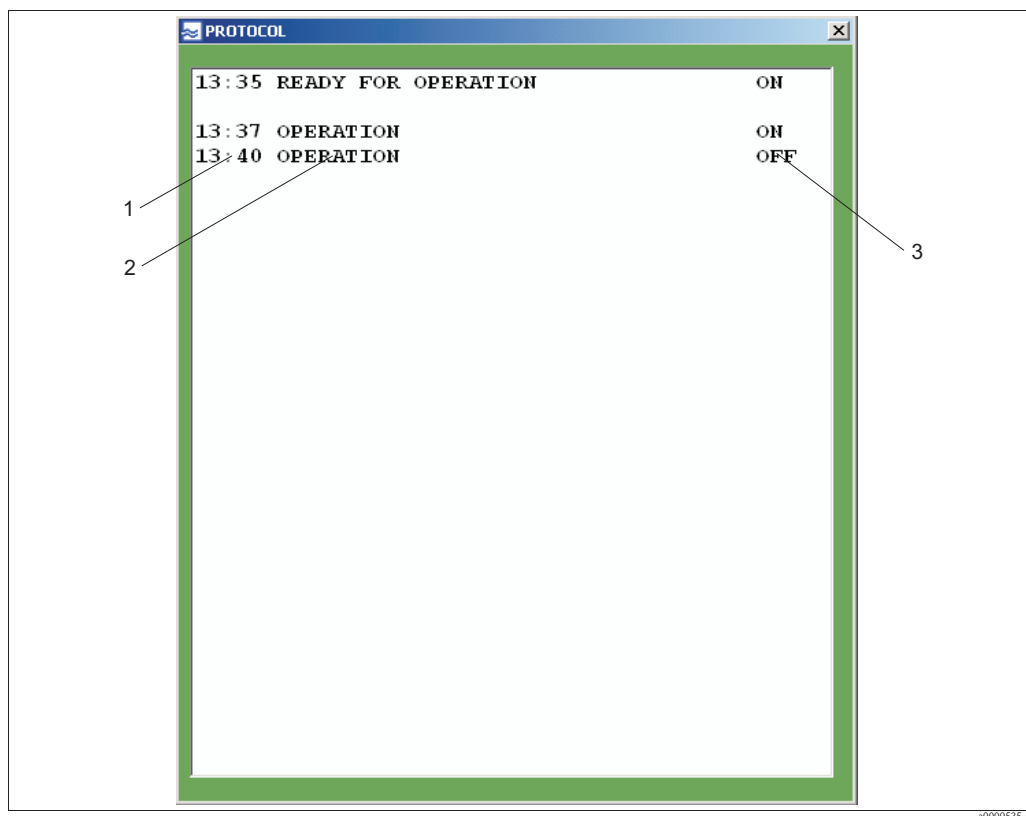 PROTOCOL
13:35 READY FOR OPERATION ON
13:37 OPERATION ON
13:40 OPERATION OFF
1
2
3